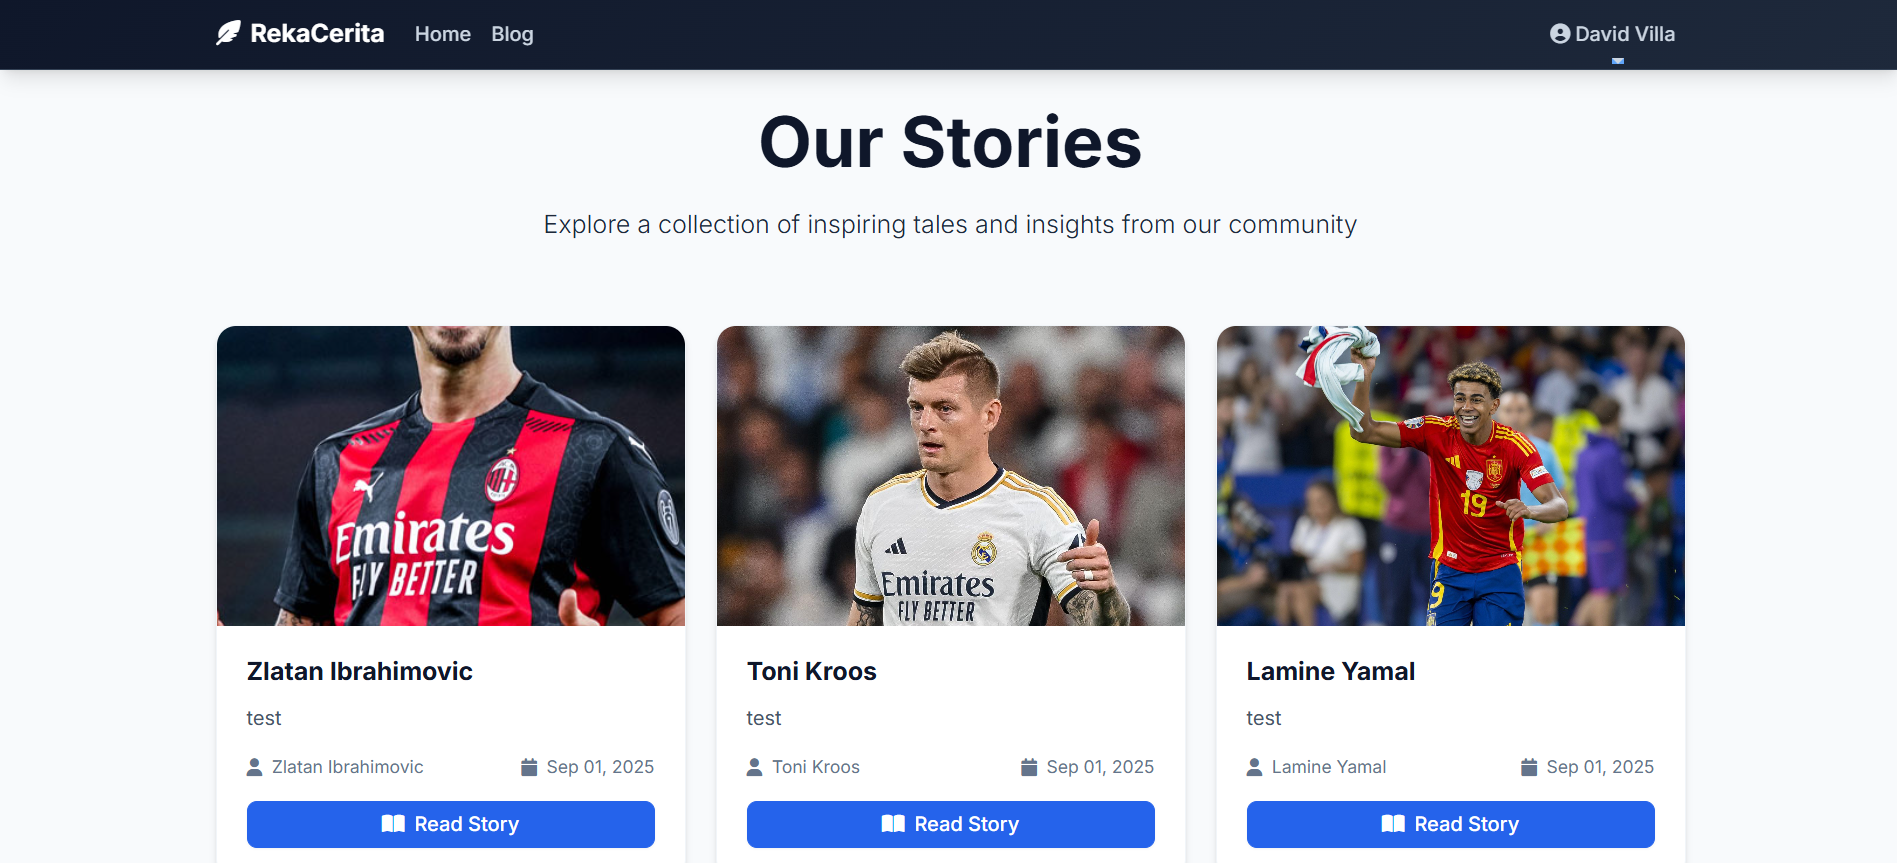 RekaCerita Home Blog David Villa
Our Stories
Explore a collection of inspiring tales and insights from our community
Emirates
FLY BETTER
Emirates
FLY BETTER
19
9
Zlatan Ibrahimovic
test
Zlatan Ibrahimovic Sep 01, 2025
Read Story
Toni Kroos
test
Toni Kroos Sep 01, 2025
Read Story
Lamine Yamal
test
Lamine Yamal Sep 01, 2025
Read Story